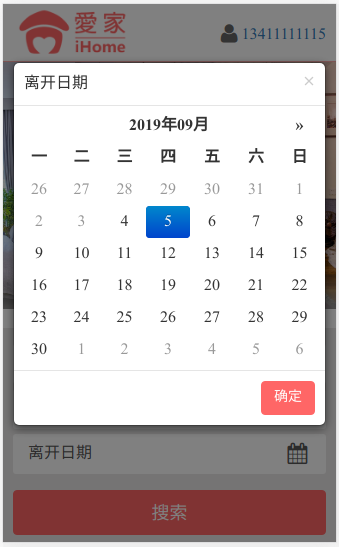 愛家
iHome
13411111115
离开日期 ×
2019年09月 »
一 二 三 四 五 六 日
26 27 28 29 30 31 1
2 3 4 5 6 7 8
9 10 11 12 13 14 15
16 17 18 19 20 21 22
23 24 25 26 27 28 29
30 1 2 3 4 5 6
确定
离开日期
搜索